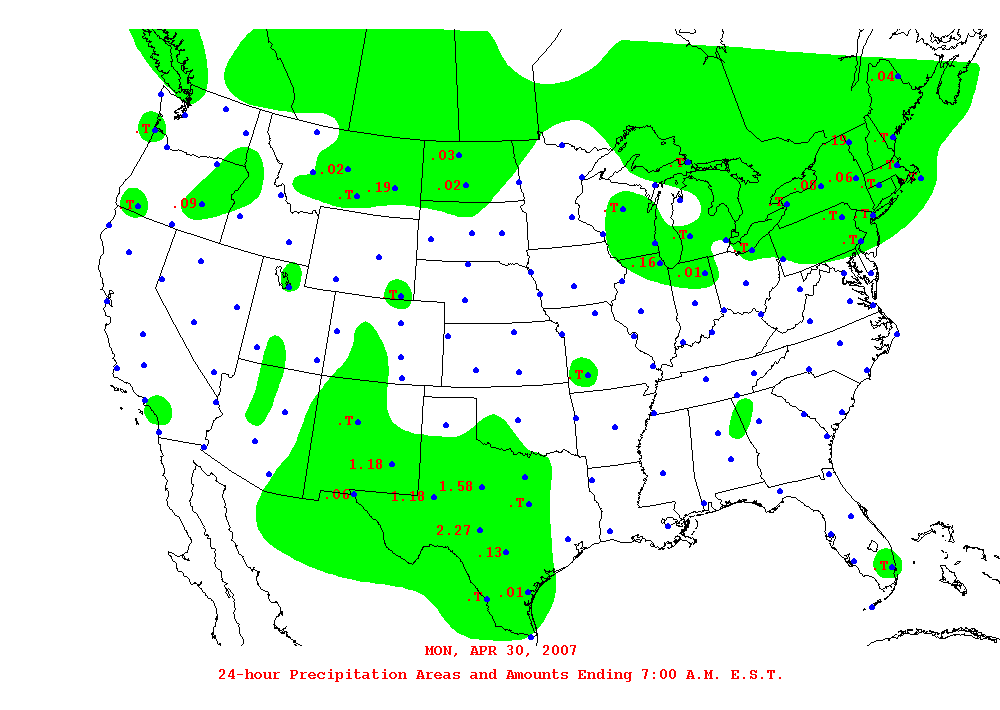 .04
.T
.03
.19
.T
.T
.02
.T
.19
.02
.08
.06
.T
.T
.T
.09
.T
.T
.T
.T
.T
.T
.T
.T
.16
.01
.T
.T
.T
1.18
.06
1.18
1.58
.T
2.27
.13
.T
.T
.01
MON, APR 30, 2007
24-hour Precipitation Areas and Amounts Ending 7:00 A.M. E.S.T.